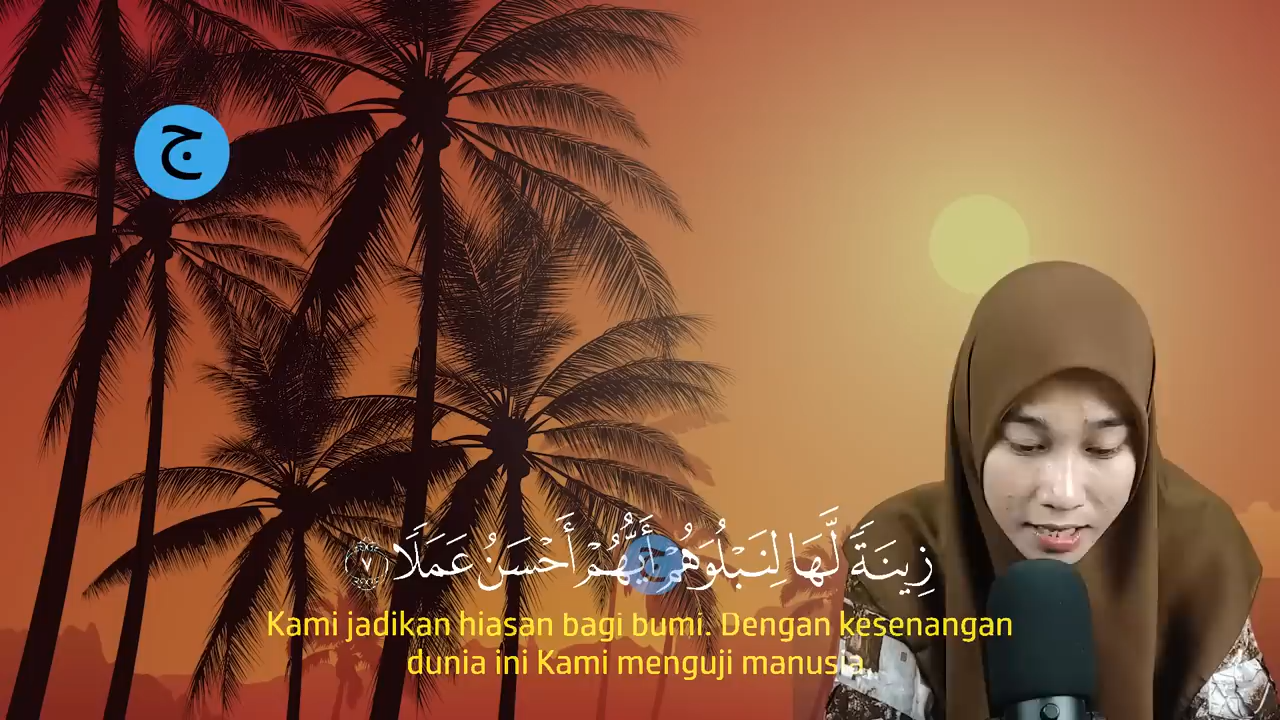 ج
زِينَةً لَّهَا لِنَبْلُوَهُمْ أَيُّهُمْ أَحْسَنُ عَمَلًا ٧
Kami jadikan hiasan bagi bumi. Dengan kesenangan
dunia ini Kami menguji manusia,